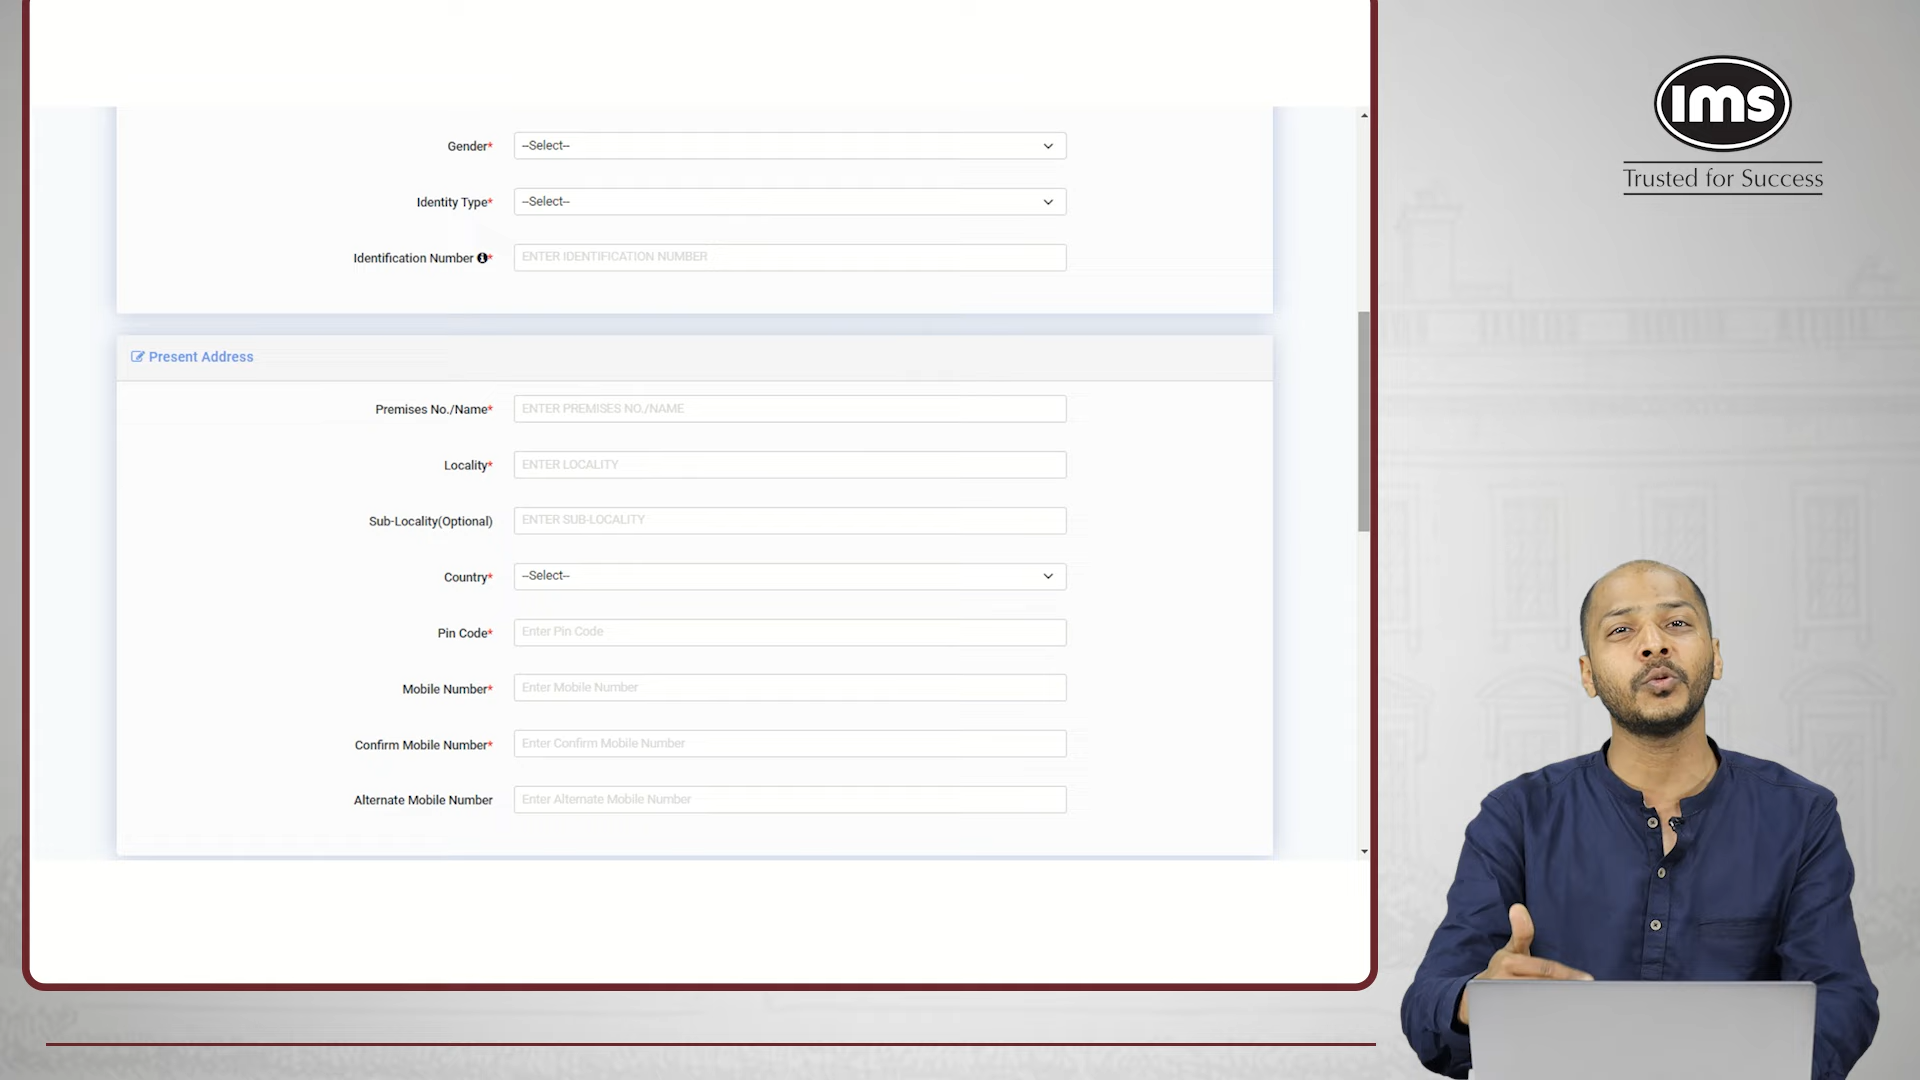 ims
Trusted for Success
Gender* --Select--
Identity Type* --Select--
Identification Number * ENTER IDENTIFICATION NUMBER
Present Address
Premises No./Name* ENTER PREMISES NO./NAME
Locality* ENTER LOCALITY
Sub-Locality(Optional) ENTER SUB-LOCALITY
Country* --Select--
Pin Code* Enter Pin Code
Mobile Number* Enter Mobile Number
Confirm Mobile Number* Enter Confirm Mobile Number
Alternate Mobile Number Enter Alternate Mobile Number